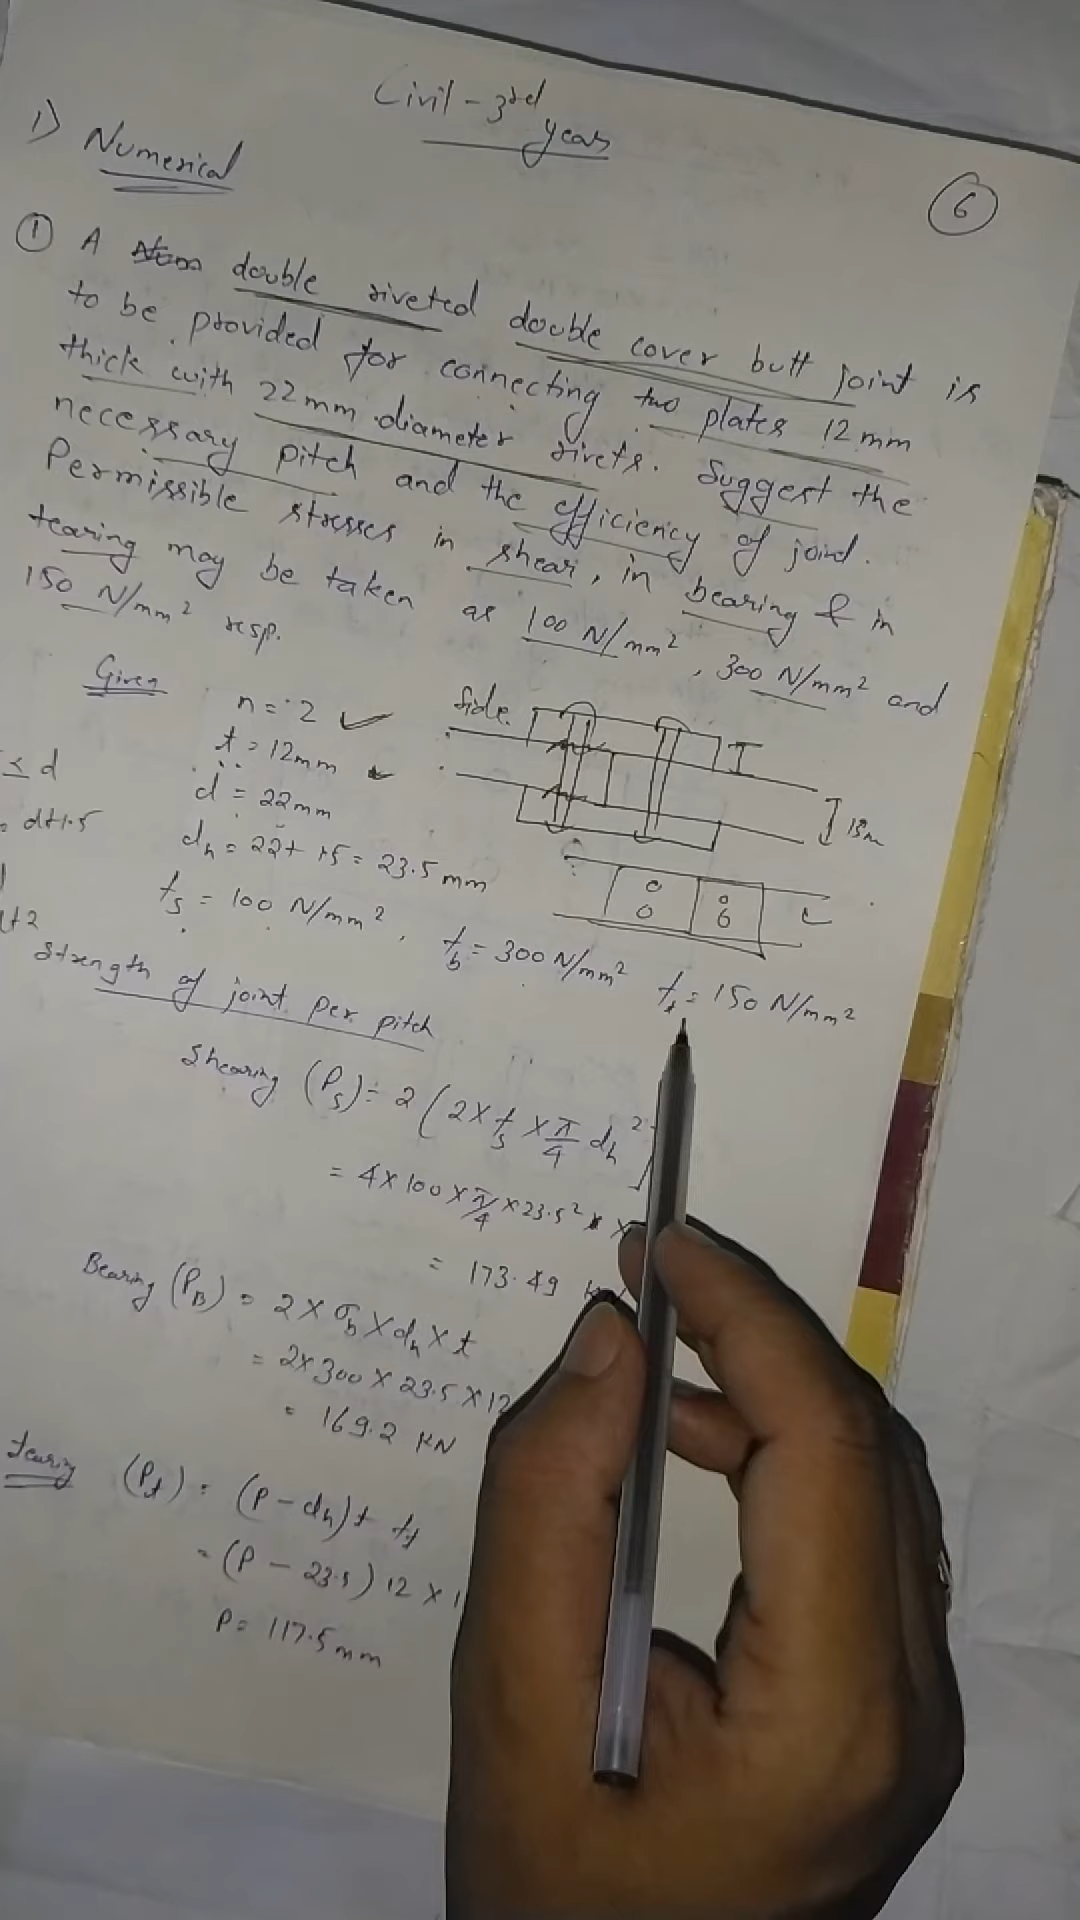 Civil - 3rd year
1) Numerical
6
① A double riveted double cover butt joint is
to be provided for connecting two plates 12 mm
thick with 22 mm diameter rivets. Suggest the
necessary pitch and the efficiency of joind.
Permissible stresses in shear, in bearing & in
tearing may be taken as 100 N/mm², 300 N/mm² and
150 N/mm² resp.
Given
n = 2 ✓
Side.
t = 12mm
≤ d
d = 22mm
= d+1.5
dh = 22 + 1.5 = 23.5 mm
fs = 100 N/mm², fb = 300 N/mm² ft = 150 N/mm²
+2
Strength of joint per pitch
Shearing (Ps) = 2 (2 × fs × π/4 dh²]
= 4 × 100 × π/4 × 23.5² ×
= 173.49
Bearing (PB) = 2 × σb × dh × t
= 2 × 300 × 23.5 × 12
= 169.2 KN
Tearing (Pt) = (P - dh) t ft
= (P - 23.5) 12 × 1
P = 117.5 mm